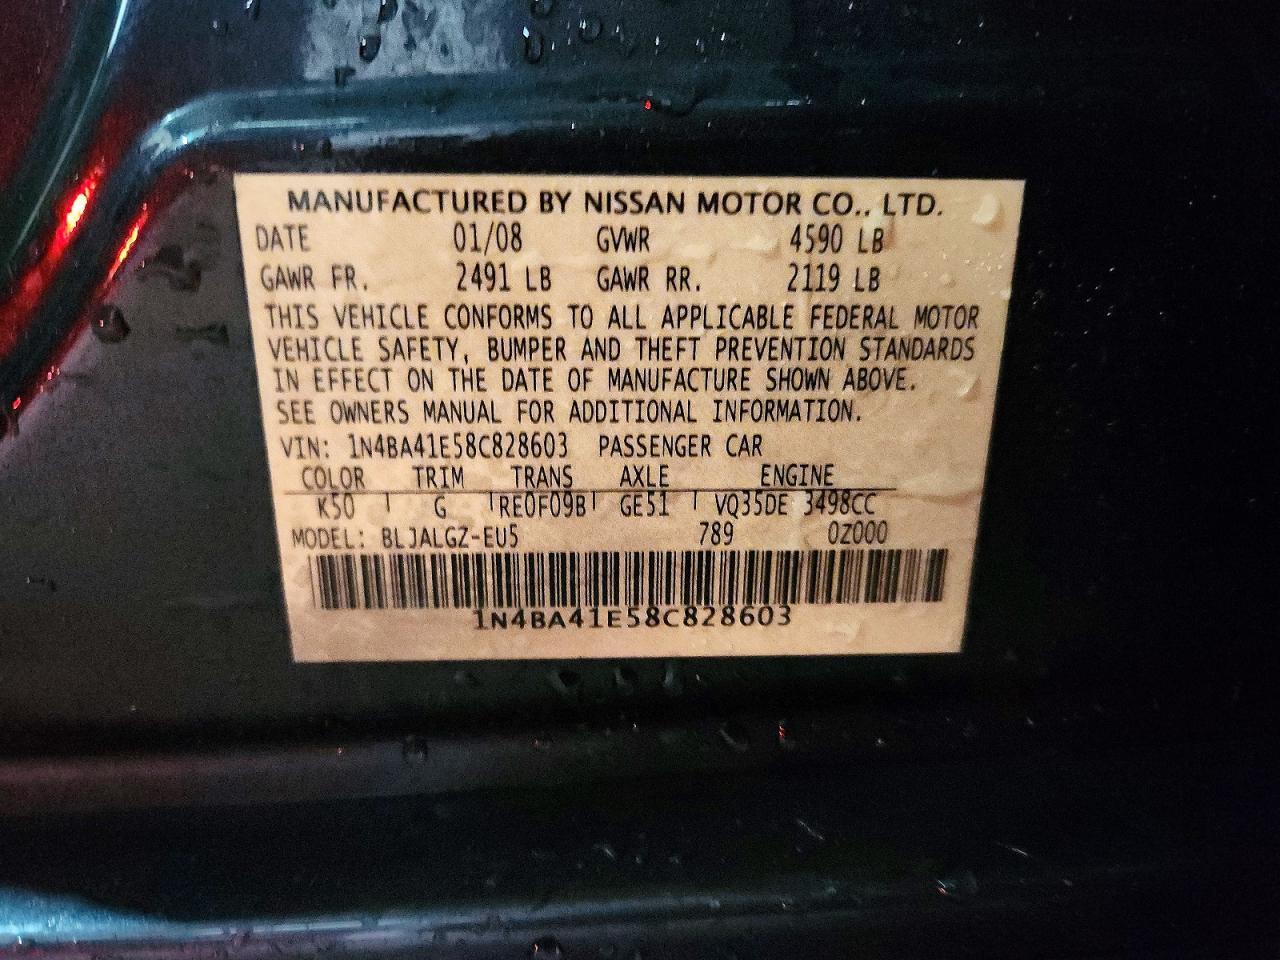 MANUFACTURED BY NISSAN MOTOR CO., LTD.
DATE 01/08 GVWR 4590 LB
GAWR FR. 2491 LB GAWR RR. 2119 LB
THIS VEHICLE CONFORMS TO ALL APPLICABLE FEDERAL MOTOR
VEHICLE SAFETY, BUMPER AND THEFT PREVENTION STANDARDS
IN EFFECT ON THE DATE OF MANUFACTURE SHOWN ABOVE.
SEE OWNERS MANUAL FOR ADDITIONAL INFORMATION.
VIN: 1N4BA41E58C828603 PASSENGER CAR
COLOR TRIM TRANS AXLE ENGINE
K50 G RE0F09B GE51 VQ35DE 3498CC
MODEL: BLJALGZ-EU5 789 0Z000
1N4BA41E58C828603